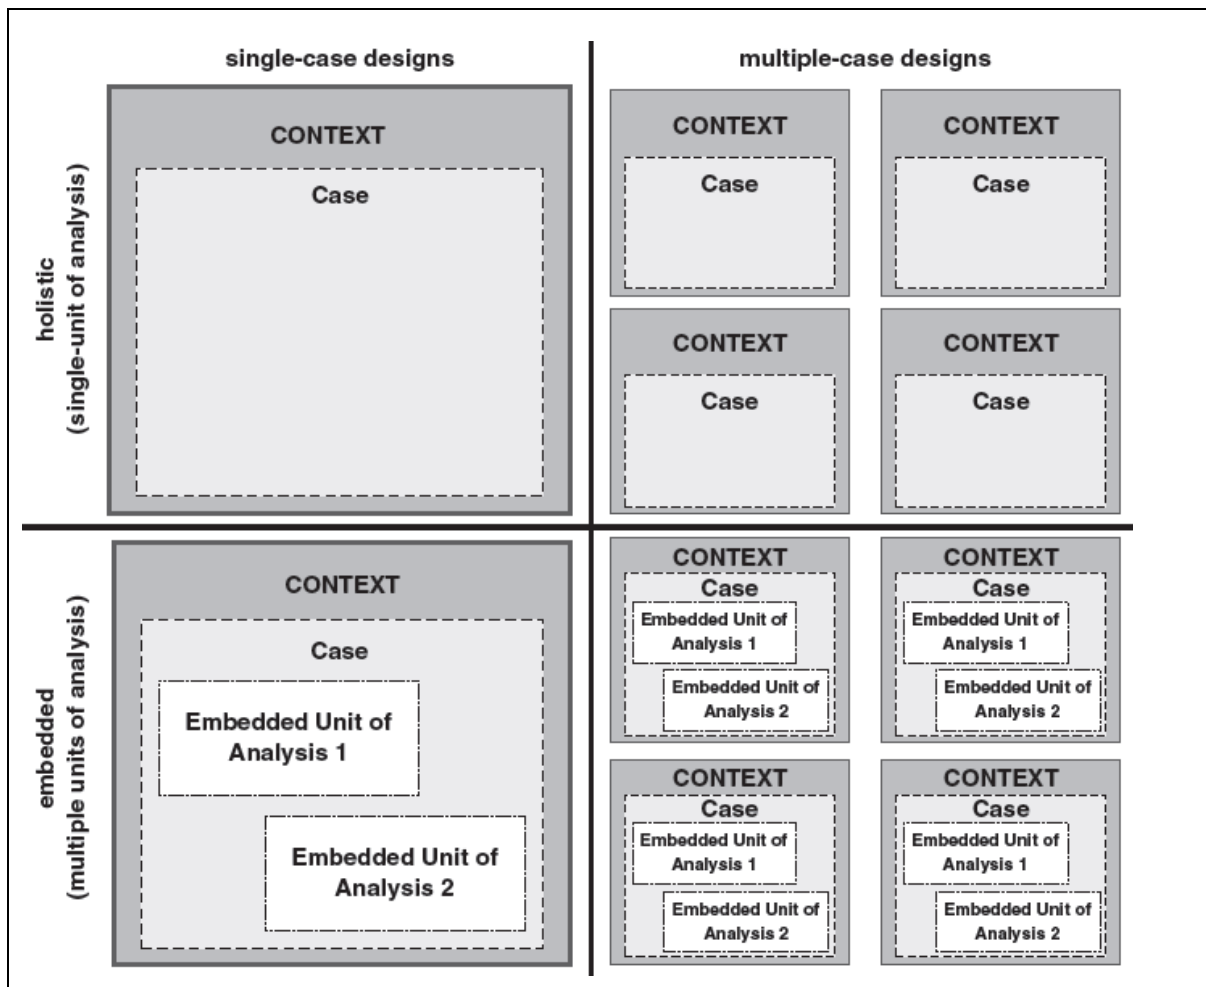 single-case designs
multiple-case designs
holistic
(single-unit of analysis)
CONTEXT
Case
CONTEXT
Case
CONTEXT
Case
CONTEXT
Case
CONTEXT
Case
embedded
(multiple units of analysis)
CONTEXT
Case
Embedded Unit of
Analysis 1
Embedded Unit of
Analysis 2
CONTEXT
Case
Embedded Unit of
Analysis 1
Embedded Unit of
Analysis 2
CONTEXT
Case
Embedded Unit of
Analysis 1
Embedded Unit of
Analysis 2
CONTEXT
Case
Embedded Unit of
Analysis 1
Embedded Unit of
Analysis 2
CONTEXT
Case
Embedded Unit of
Analysis 1
Embedded Unit of
Analysis 2